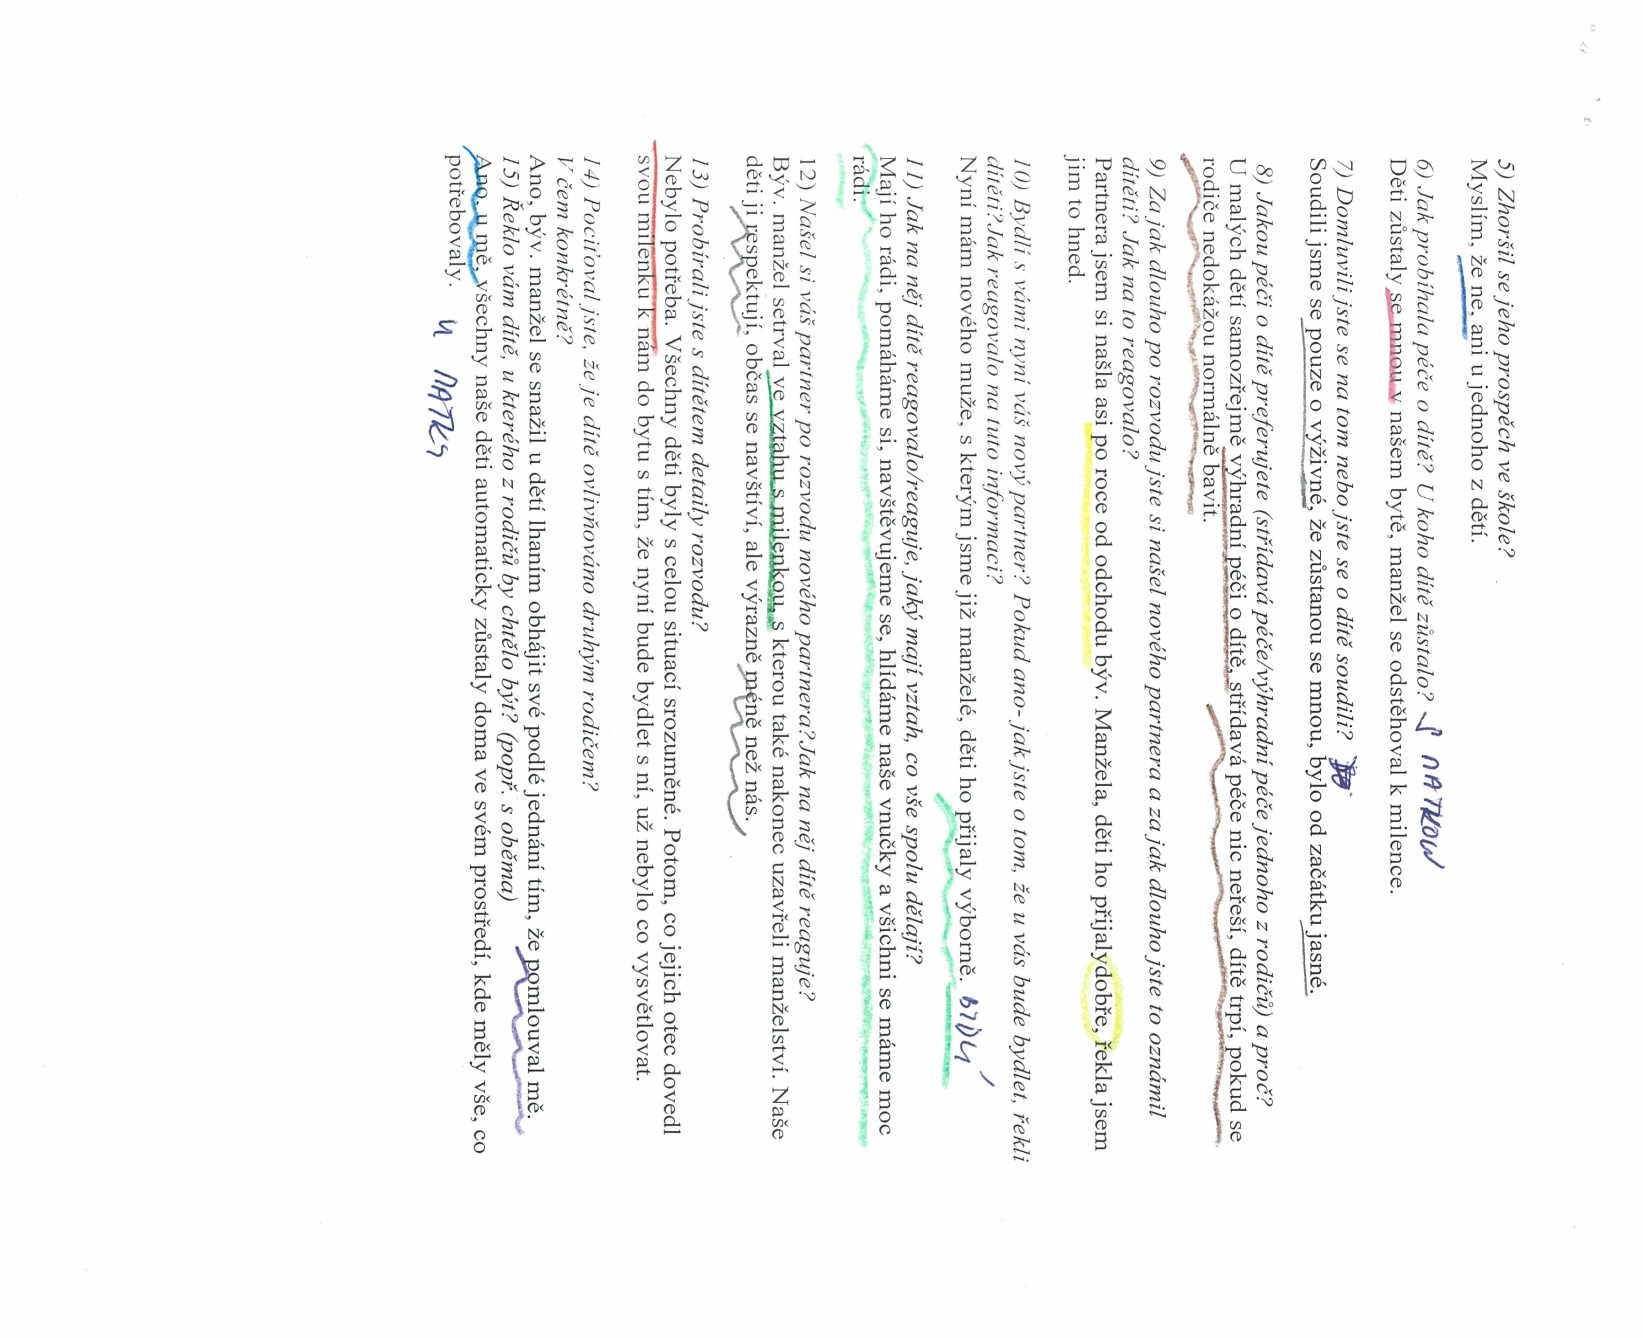 5) Zhoršil se jeho prospěch ve škole?
Myslím, že ne, ani u jednoho z dětí.
6) Jak probíhala péče o dítě? U koho dítě zůstalo? S MATKOU
Děti zůstaly se mnou v našem bytě, manžel se odstěhoval k milence.
7) Domluvili jste se na tom nebo jste se o dítě soudili?
Soudili jsme se pouze o výživné, že zůstanou se mnou, bylo od začátku jasné.
8) Jakou péči o dítě preferujete (střídavá péče/výhradní péče jednoho z rodičů) a proč?
U malých dětí samozřejmě výhradní péči o dítě, střídavá péče nic neřeší, dítě trpí, pokud se
rodiče nedokážou normálně bavit.
9) Za jak dlouho po rozvodu jste si našel nového partnera a za jak dlouho jste to oznámil
dítěti? Jak na to reagovalo?
Partnera jsem si našla asi po roce od odchodu býv. Manžela, děti ho přijalydobře, řekla jsem
jim to hned.
10) Bydlí s vámi nyní váš nový partner? Pokud ano- jak jste o tom, že u vás bude bydlet, řekli
dítěti?Jak reagovalo na tuto informaci?
Nyní mám nového muže, s kterým jsme již manželé, děti ho přijaly výborně. BYDLÍ
11) Jak na něj dítě reagovalo/reaguje, jaký mají vztah, co vše spolu dělají?
Mají ho rádi, pomáháme si, navštěvujeme se, hlídáme naše vnučky a všichni se máme moc
rádi.
12) Našel si váš partner po rozvodu nového partnera?Jak na něj dítě reaguje?
Býv. manžel setrval ve vztahu s milenkou, s kterou také nakonec uzavřeli manželství. Naše
děti ji respektují, občas se navštíví, ale výrazně méně než nás.
13) Probírali jste s dítětem detaily rozvodu?
Nebylo potřeba. Všechny děti byly s celou situací srozuměné. Potom, co jejich otec dovedl
svou milenku k nám do bytu s tím, že nyní bude bydlet s ní, už nebylo co vysvětlovat.
14) Pociťoval jste, že je dítě ovlivňováno druhým rodičem?
V čem konkrétně?
Ano, býv. manžel se snažil u dětí lhaním obhájit své podlé jednání tím, že pomlouval mě.
15) Řeklo vám dítě, u kterého z rodičů by chtělo být? (popř. s oběma)
Ano, u mě, všechny naše děti automaticky zůstaly doma ve svém prostředí, kde měly vše, co
potřebovaly. U MATKY